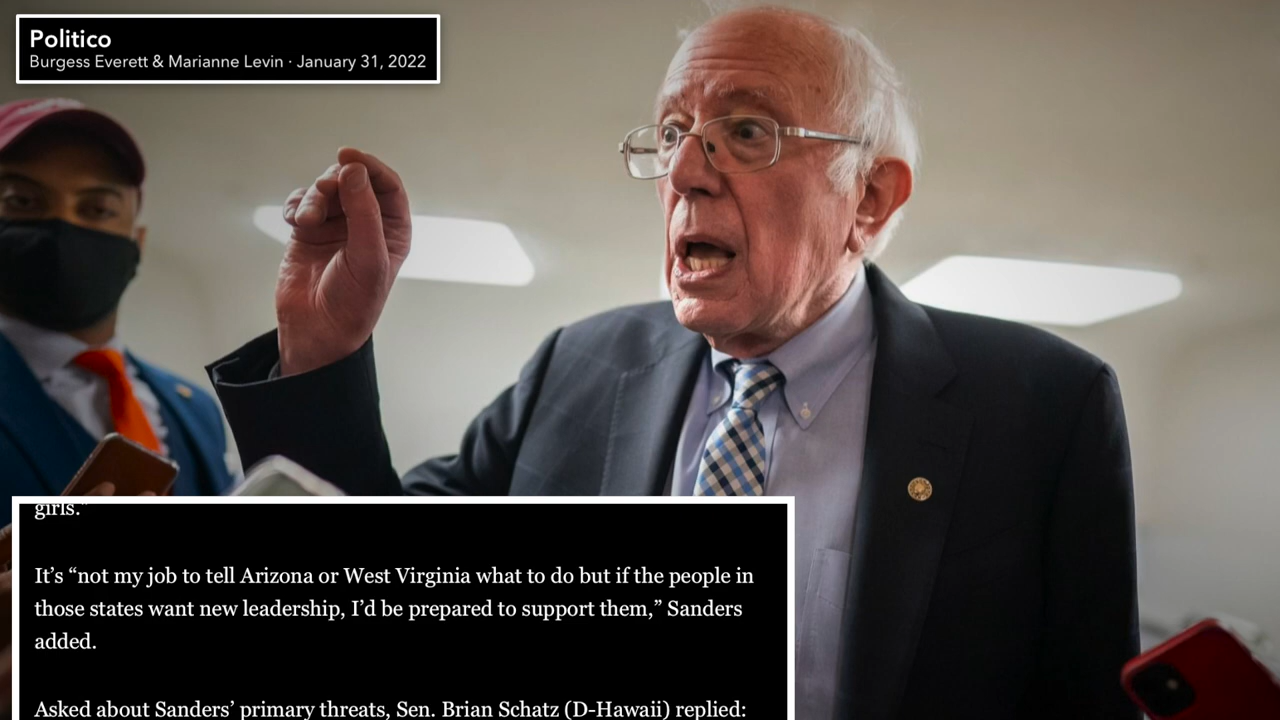 Politico
Burgess Everett & Marianne Levin · January 31, 2022
girls.”
It’s “not my job to tell Arizona or West Virginia what to do but if the people in
those states want new leadership, I’d be prepared to support them,” Sanders
added.
Asked about Sanders’ primary threats, Sen. Brian Schatz (D-Hawaii) replied: